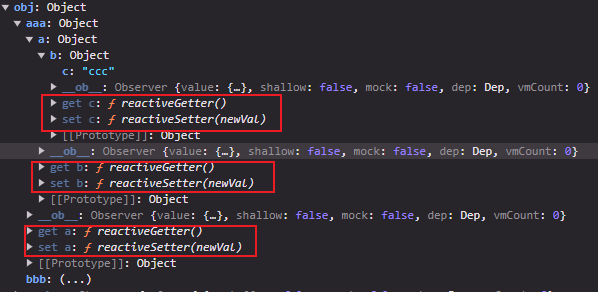 obj: Object
aaa: Object
a: Object
b: Object
c: "ccc"
__ob__: Observer {value: {…}, shallow: false, mock: false, dep: Dep, vmCount: 0}
get c: ƒ reactiveGetter()
set c: ƒ reactiveSetter(newVal)
[[Prototype]]: Object
__ob__: Observer {value: {…}, shallow: false, mock: false, dep: Dep, vmCount: 0}
get b: ƒ reactiveGetter()
set b: ƒ reactiveSetter(newVal)
[[Prototype]]: Object
__ob__: Observer {value: {…}, shallow: false, mock: false, dep: Dep, vmCount: 0}
get a: ƒ reactiveGetter()
set a: ƒ reactiveSetter(newVal)
[[Prototype]]: Object
bbb: (...)